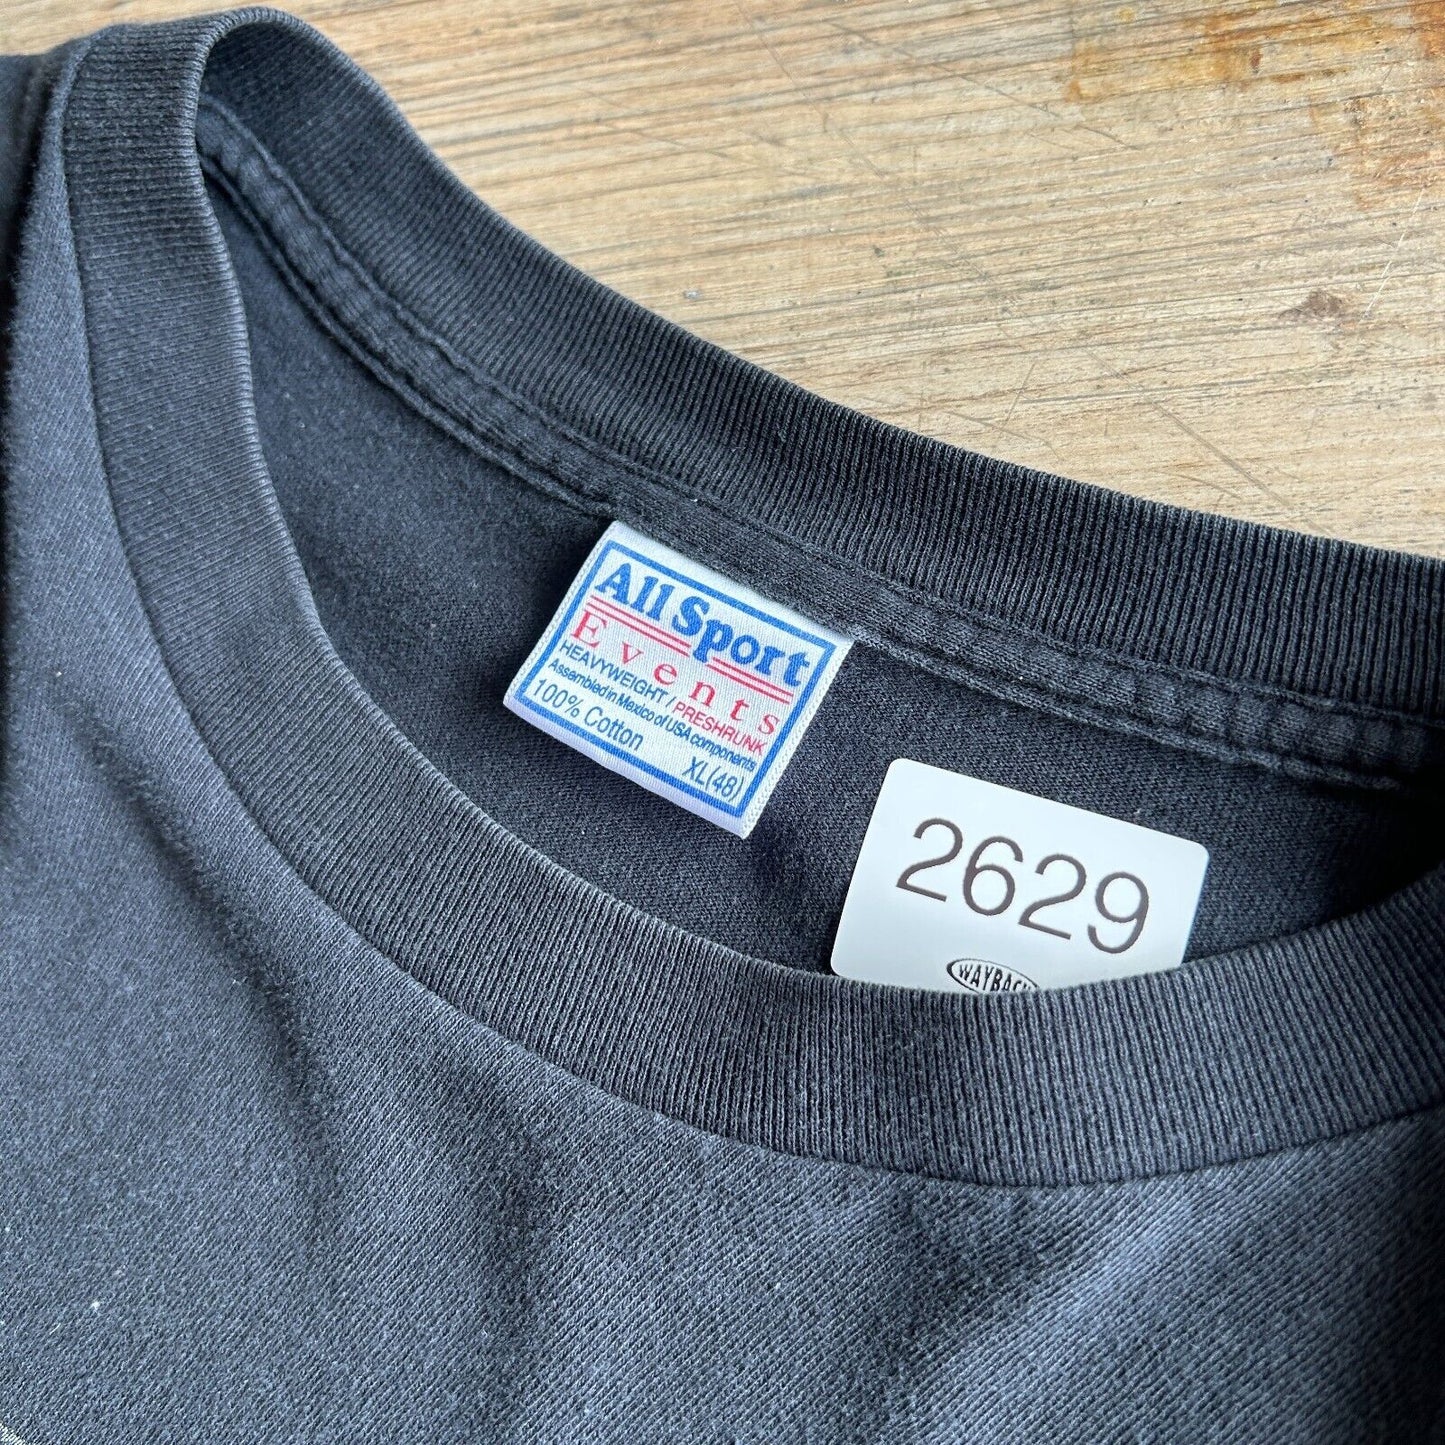 All Sport
Events
HEAVYWEIGHT / PRESHRUNK
Assembled in Mexico of USA components
100% Cotton
XL(48)
2629